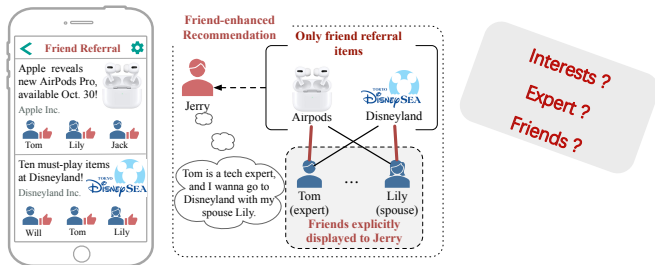 Friend Referral
Apple reveals
new AirPods Pro,
available Oct. 30!
Apple Inc.
Tom Lily Jack
Ten must-play items
at Disneyland!
TOKYO
DisneySEA
Disneyland Inc.
Will Tom Lily
Friend-enhanced
Recommendation
Jerry
Tom is a tech expert,
and I wanna go to
Disneyland with my
spouse Lily.
Only friend referral
items
TOKYO
DisneySEA
Airpods Disneyland
...
Tom Lily
(expert) (spouse)
Friends explicitly
displayed to Jerry
Interests ?
Expert ?
Friends ?